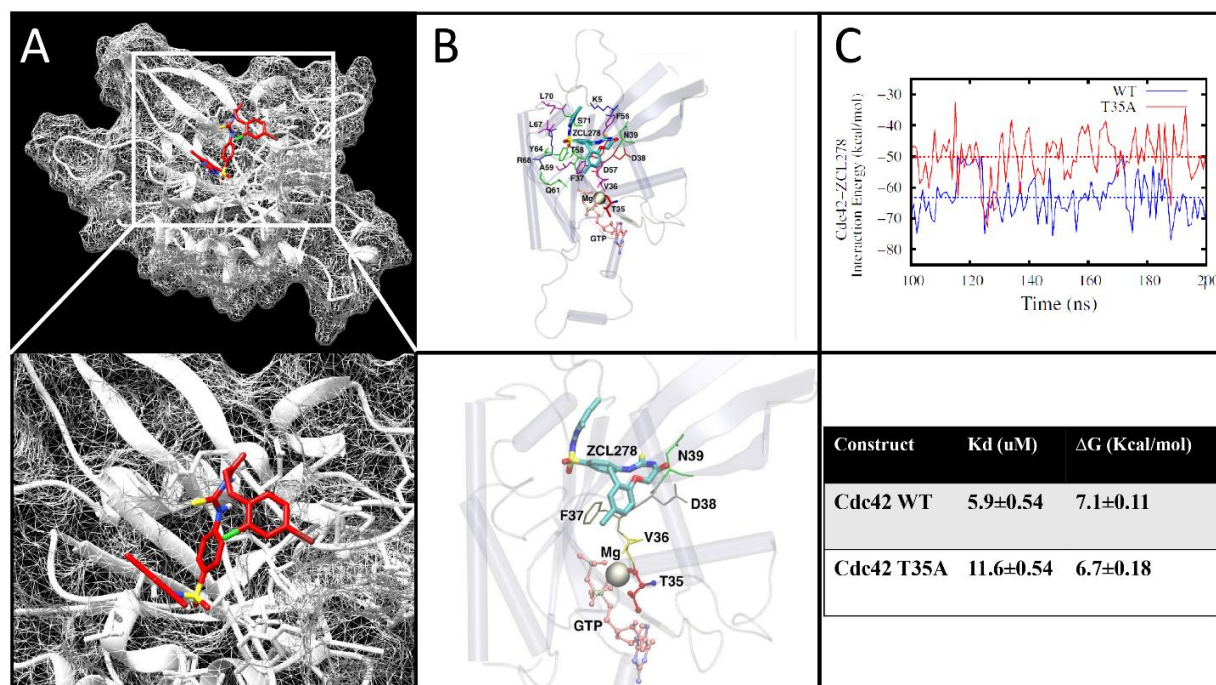 A
B
L70
K5
S71
F56
ZCL278
N39
L67
Y64
T58
D38
R66
A59
F37
D57
Q61
V36
Mg
T35
GTP
ZCL278
N39
F37
D38
V36
Mg
T35
GTP
C
WT
T35A
Cdc42-ZCL278
Interaction Energy (kcal/mol)
−30
−40
−50
−60
−70
−80
100 120 140 160 180 200
Time (ns)
Construct Kd (uM) ΔG (Kcal/mol)
Cdc42 WT 5.9±0.54 7.1±0.11
Cdc42 T35A 11.6±0.54 6.7±0.18